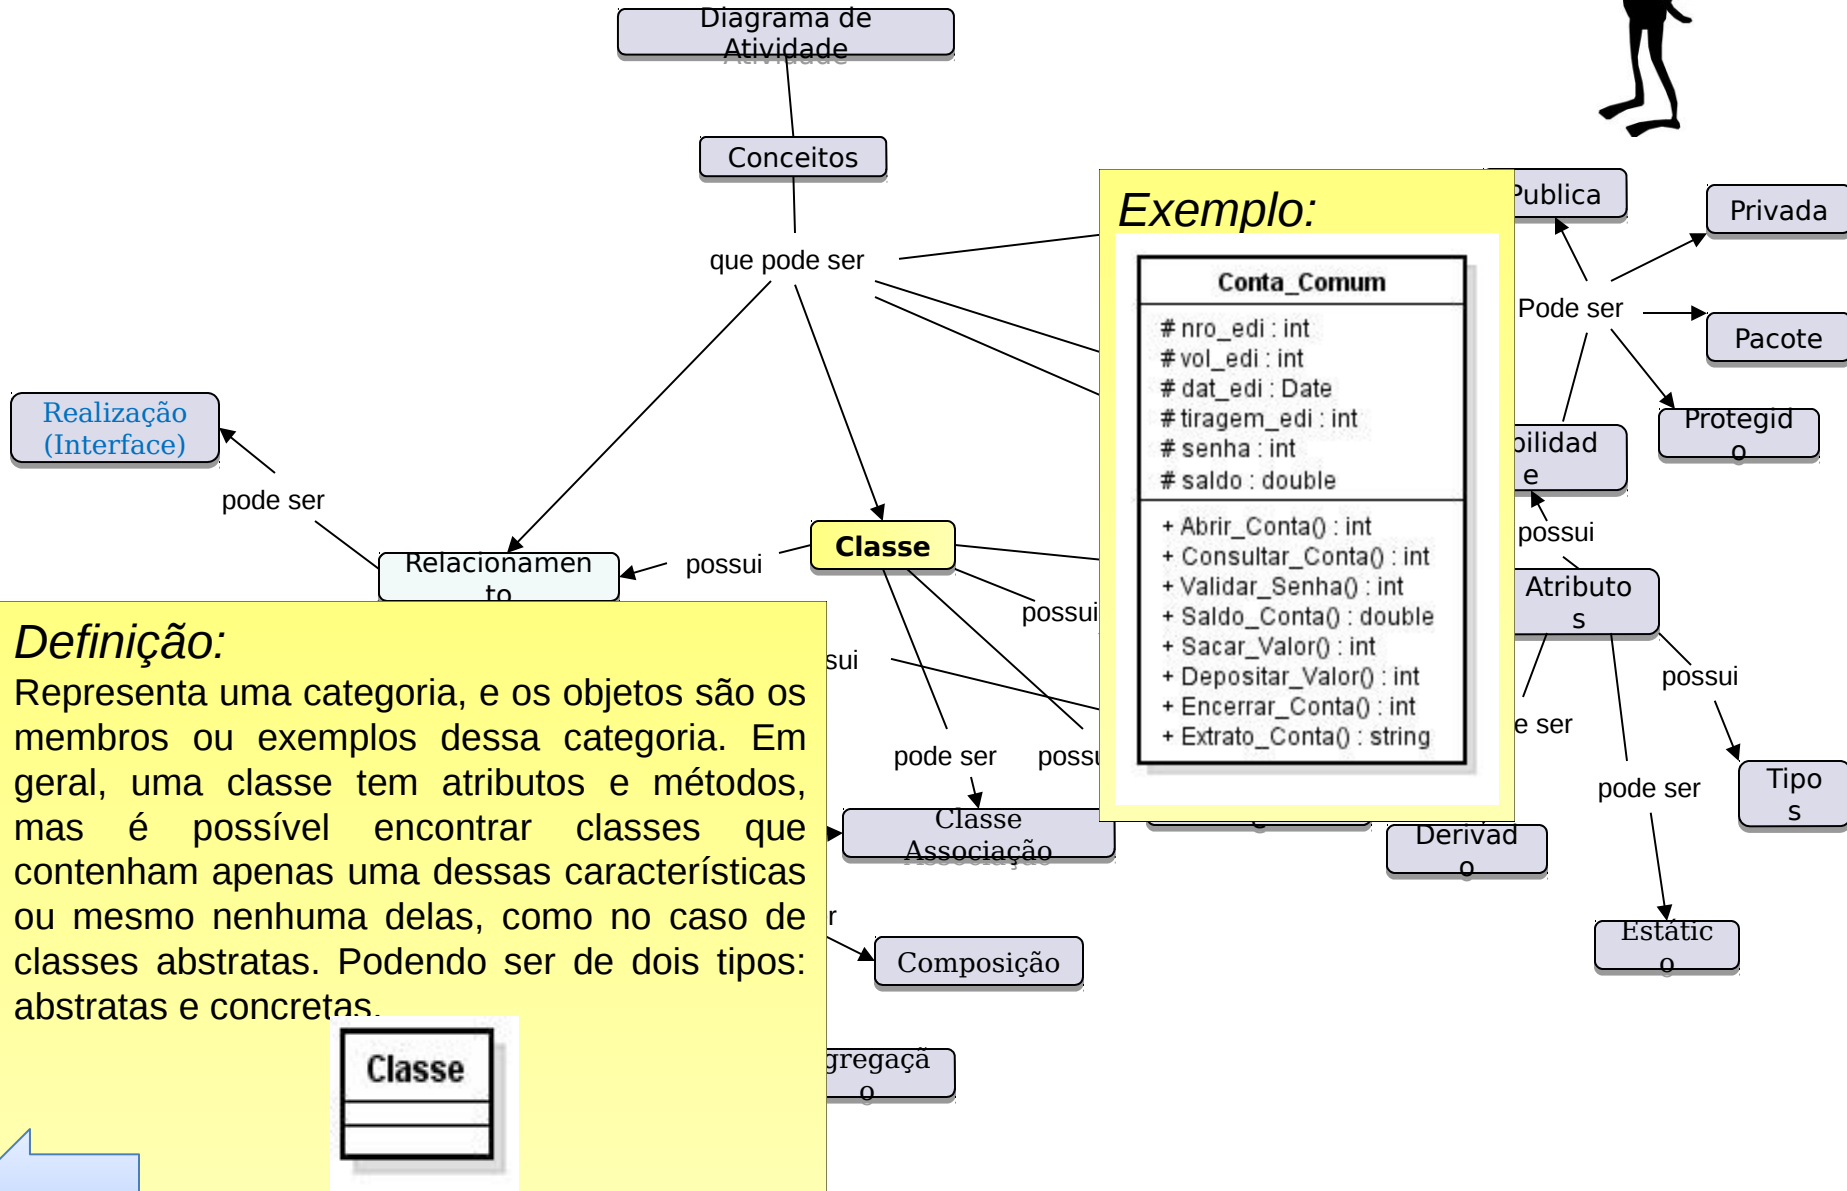 Diagrama de
Atividade
Conceitos
que pode ser
Exemplo:
Conta_Comum
# nro_edi : int
# vol_edi : int
# dat_edi : Date
# tiragem_edi : int
# senha : int
# saldo : double
+ Abrir_Conta() : int
+ Consultar_Conta() : int
+ Validar_Senha() : int
+ Saldo_Conta() : double
+ Sacar_Valor() : int
+ Depositar_Valor() : int
+ Encerrar_Conta() : int
+ Extrato_Conta() : string
Publica
Privada
Pode ser
Pacote
Protegid
o
bilidad
e
possui
Atributo
s
possui
e ser
pode ser
Tipo
s
Derivad
o
Estátic
o
Realização
(Interface)
pode ser
Relacionamen
to
possui
Classe
possui
sui
pode ser
possu
Classe
Associação
r
Composição
gregaçã
o
Definição:
Representa uma categoria, e os objetos são os
membros ou exemplos dessa categoria. Em
geral, uma classe tem atributos e métodos,
mas é possível encontrar classes que
contenham apenas uma dessas características
ou mesmo nenhuma delas, como no caso de
classes abstratas. Podendo ser de dois tipos:
abstratas e concretas.
Classe